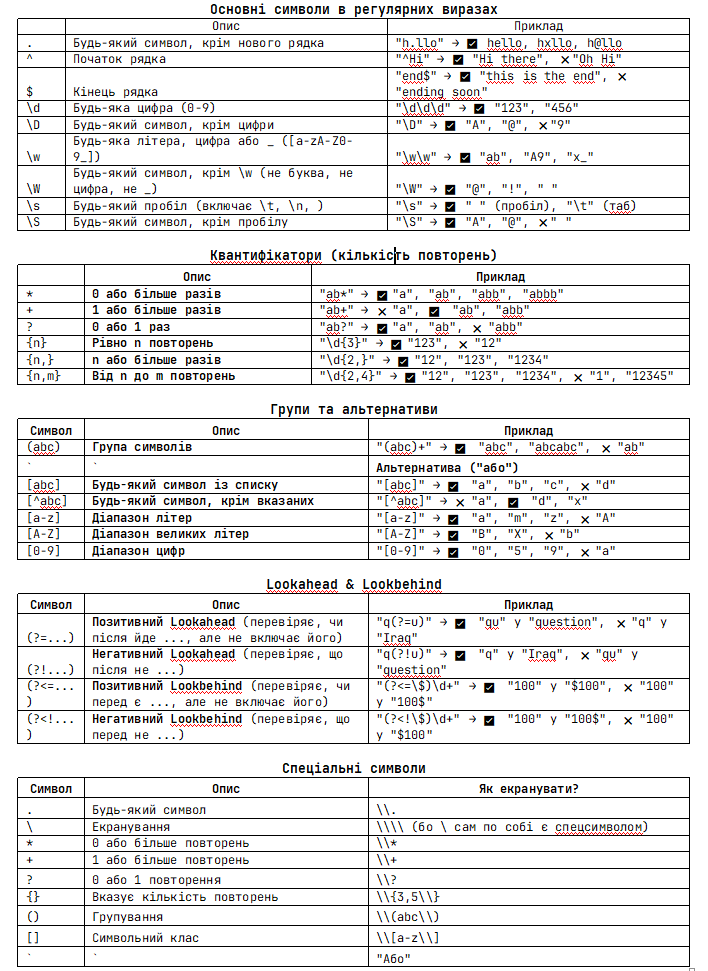 Основні символи в регулярних виразах
Опис Приклад
. Будь-який символ, крім нового рядка "h.llo" → ✅ hello, hxllo, h@llo
^ Початок рядка "^Hi" → ✅ "Hi there", ❌"Oh Hi"
"end$" → ✅ "this is the end", ❌
$ Кінець рядка "ending soon"
\d Будь-яка цифра (0-9) "\d\d\d" → ✅ "123", "456"
\D Будь-який символ, крім цифри "\D" → ✅ "A", "@", ❌"9"
Будь-яка літера, цифра або _ ([a-zA-Z0-
\w 9_]) "\w\w" → ✅ "ab", "A9", "x_"
Будь-який символ, крім \w (не буква, не
\W цифра, не _) "\W" → ✅ "@", "!", " "
\s Будь-який пробіл (включає \t, \n, ) "\s" → ✅ " " (пробіл), "\t" (таб)
\S Будь-який символ, крім пробілу "\S" → ✅ "A", "@", ❌" "
Квантифікатори (кількість повторень)
Опис Приклад
* 0 або більше разів "ab*" → ✅ "a", "ab", "abb", "abbb"
+ 1 або більше разів "ab+" → ❌ "a", ✅ "ab", "abb"
? 0 або 1 раз "ab?" → ✅ "a", "ab", ❌ "abb"
{n} Рівно n повторень "\d{3}" → ✅ "123", ❌ "12"
{n,} n або більше разів "\d{2,}" → ✅ "12", "123", "1234"
{n,m} Від n до m повторень "\d{2,4}" → ✅ "12", "123", "1234", ❌ "1", "12345"
Групи та альтернативи
Символ Опис Приклад
(abc) Група символів "(abc)+" → ✅ "abc", "abcabc", ❌ "ab"
` ` Альтернатива ("або")
[abc] Будь-який символ із списку "[abc]" → ✅ "a", "b", "c", ❌ "d"
[^abc] Будь-який символ, крім вказаних "[^abc]" → ❌ "a", ✅ "d", "x"
[a-z] Діапазон літер "[a-z]" → ✅ "a", "m", "z", ❌ "A"
[A-Z] Діапазон великих літер "[A-Z]" → ✅ "B", "X", ❌ "b"
[0-9] Діапазон цифр "[0-9]" → ✅ "0", "5", "9", ❌ "a"
Lookahead & Lookbehind
Символ Опис Приклад
Позитивний Lookahead (перевіряє, чи "q(?=u)" → ✅ "qu" у "question", ❌ "q" у
(?=...) після йде ..., але не включає його) "Iraq"
Негативний Lookahead (перевіряє, що "q(?!u)" → ✅ "q" у "Iraq", ❌ "qu" у
(?!...) після не ...) "question"
(?<=... Позитивний Lookbehind (перевіряє, чи "(?<=\$)\d+" → ✅ "100" у "$100", ❌ "100"
) перед є ..., але не включає його) у "100$"
(?<!... Негативний Lookbehind (перевіряє, що "(?<!\$)\d+" → ✅ "100" у "100$", ❌ "100"
) перед не ...) у "$100"
Спеціальні символи
Символ Опис Як екранувати?
. Будь-який символ \\.
\ Екранування \\\\ (бо \ сам по собі є спецсимволом)
* 0 або більше повторень \\*
+ 1 або більше повторень \\+
? 0 або 1 повторення \\?
{} Вказує кількість повторень \\{3,5\\}
() Групування \\(abc\\)
[] Символьний клас \\[a-z\\]
` ` "Або"